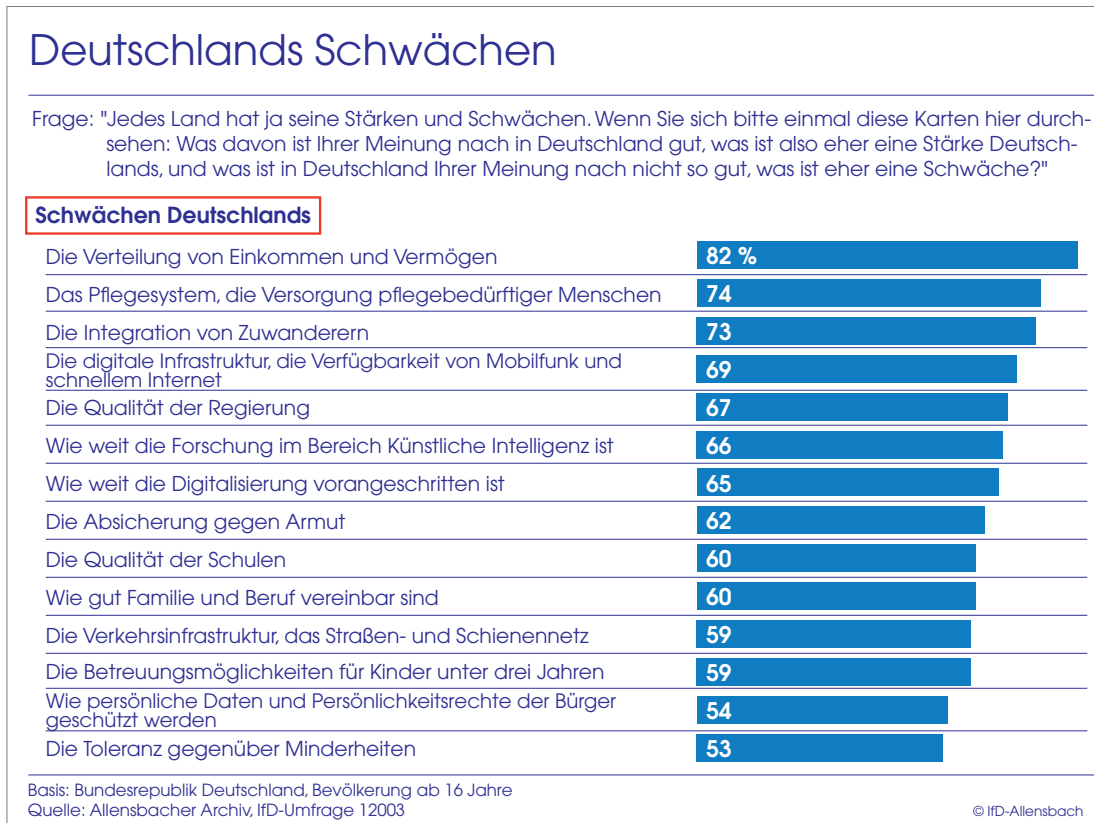 Deutschlands Schwächen
Frage: "Jedes Land hat ja seine Stärken und Schwächen. Wenn Sie sich bitte einmal diese Karten hier durch-
sehen: Was davon ist Ihrer Meinung nach in Deutschland gut, was ist also eher eine Stärke Deutsch-
lands, und was ist in Deutschland Ihrer Meinung nach nicht so gut, was ist eher eine Schwäche?"
Schwächen Deutschlands
Die Verteilung von Einkommen und Vermögen 82 %
Das Pflegesystem, die Versorgung pflegebedürftiger Menschen 74
Die Integration von Zuwanderern 73
Die digitale Infrastruktur, die Verfügbarkeit von Mobilfunk und
schnellem Internet 69
Die Qualität der Regierung 67
Wie weit die Forschung im Bereich Künstliche Intelligenz ist 66
Wie weit die Digitalisierung vorangeschritten ist 65
Die Absicherung gegen Armut 62
Die Qualität der Schulen 60
Wie gut Familie und Beruf vereinbar sind 60
Die Verkehrsinfrastruktur, das Straßen- und Schienennetz 59
Die Betreuungsmöglichkeiten für Kinder unter drei Jahren 59
Wie persönliche Daten und Persönlichkeitsrechte der Bürger
geschützt werden 54
Die Toleranz gegenüber Minderheiten 53
Basis: Bundesrepublik Deutschland, Bevölkerung ab 16 Jahre
Quelle: Allensbacher Archiv, IfD-Umfrage 12003
© IfD-Allensbach